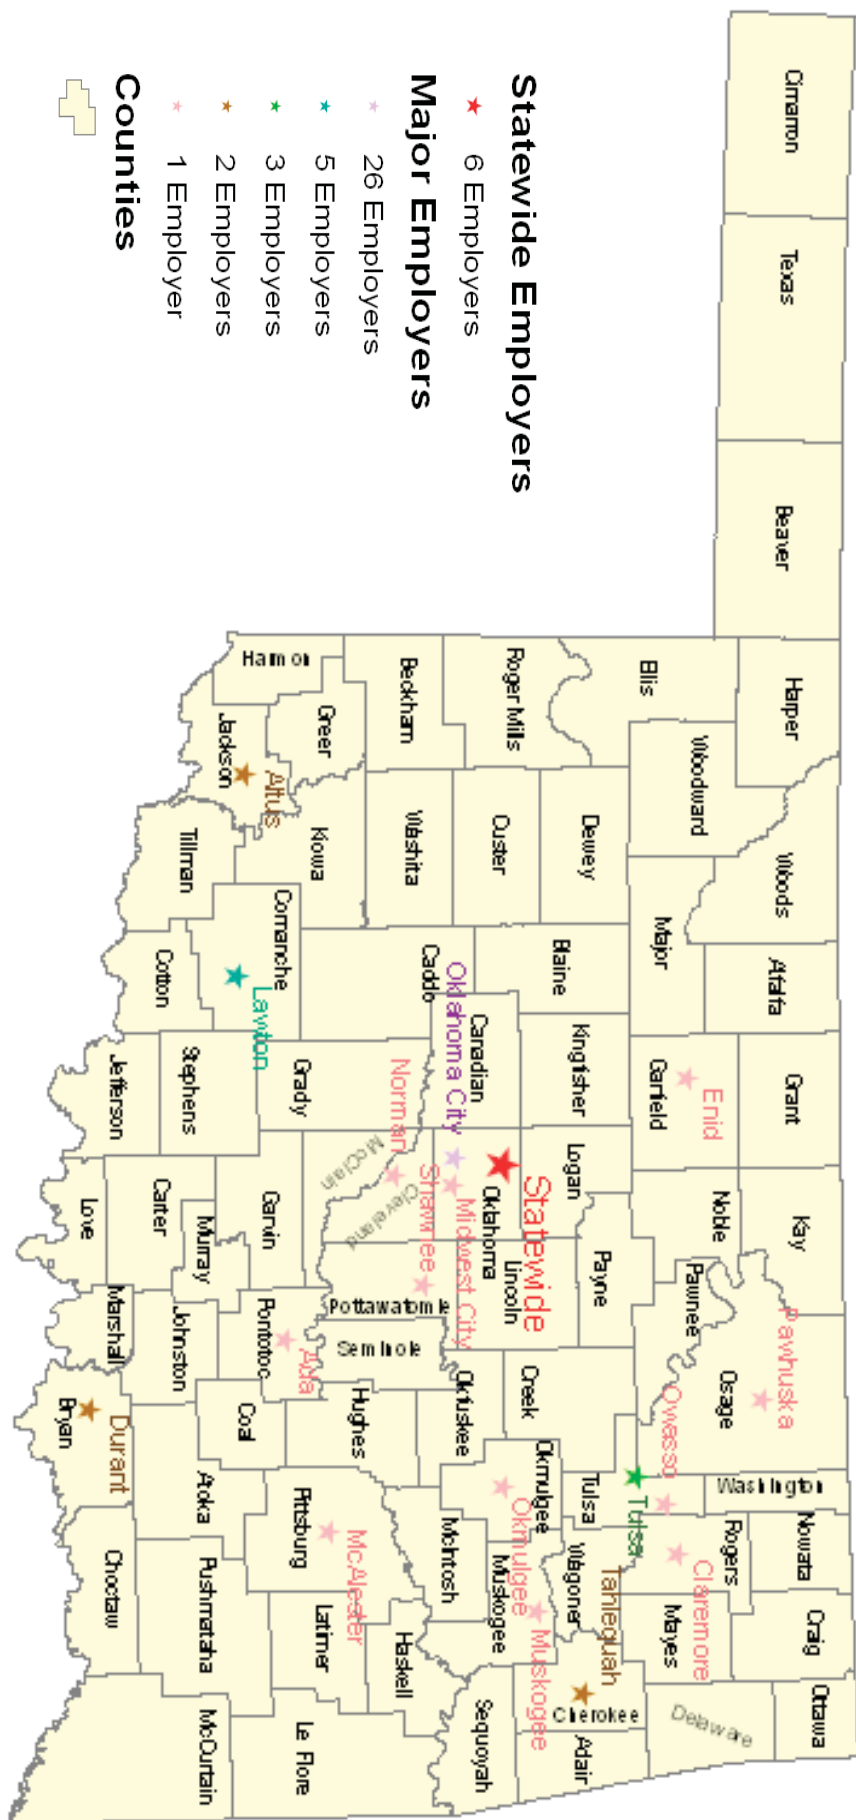 Cimarron
Texas
Beaver
Harper
Woods
Alfalfa
Grant
Kay
Osage
Pawhuska
Washington
Nowata
Craig
Ottawa
Ellis
Woodward
Major
Garfield
Enid
Noble
Pawnee
Owasso
Rogers
Claremore
Mayes
Delaware
Roger Mills
Dewey
Blaine
Kingfisher
Logan
Payne
Creek
Tulsa
Tulsa
Wagoner
Tahlequah
Cherokee
Adair
Beckham
Custer
Washita
Caddo
Canadian
Oklahoma City
Oklahoma
Statewide
Midwest City
Lincoln
Okfuskee
Okmulgee
Okmulgee
Muskogee
Muskogee
McIntosh
Sequoyah
Harmon
Greer
Kiowa
Jackson
Altus
Tillman
Comanche
Lawton
Cotton
Grady
Norman
McClain
Cleveland
Shawnee
Pottawatomie
Seminole
Hughes
Pittsburg
McAlester
Haskell
Latimer
Le Flore
Stephens
Jefferson
Garvin
Murray
Carter
Love
Pontotoc
Ada
Johnston
Marshall
Coal
Atoka
Bryan
Durant
Pushmataha
Choctaw
McCurtain
Statewide Employers
6 Employers
Major Employers
26 Employers
5 Employers
3 Employers
2 Employers
1 Employer
Counties